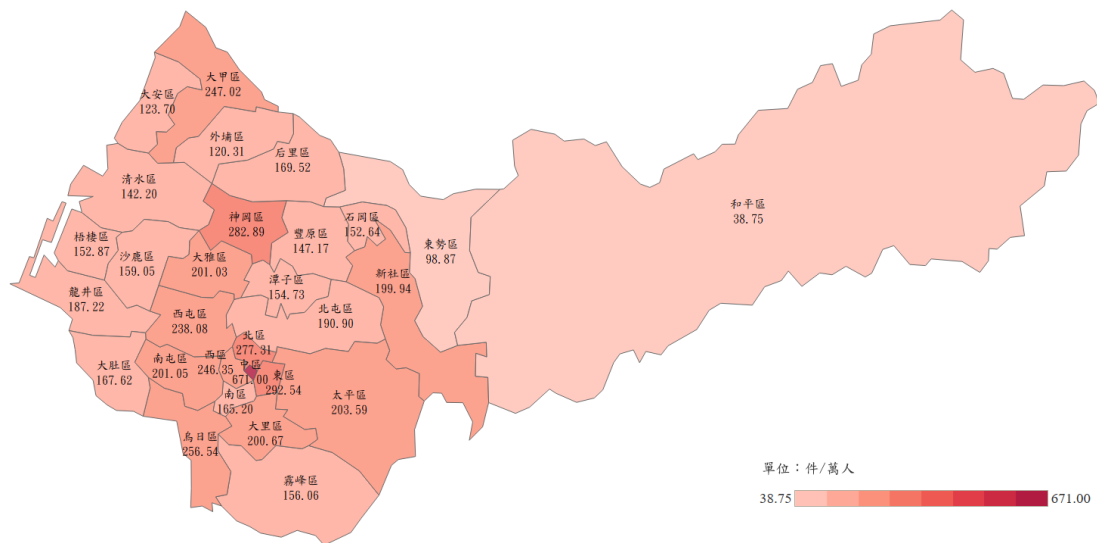 大甲區
247.02
大安區
123.70
外埔區
120.31
后里區
169.52
清水區
142.20
和平區
38.75
神岡區
282.89
石岡區
152.64
豐原區
147.17
梧棲區
152.87
沙鹿區
159.05
大雅區
201.03
東勢區
98.87
新社區
199.94
潭子區
154.73
龍井區
187.22
西屯區
238.08
北屯區
190.90
北區
277.31
大肚區
167.62
南屯區
201.05
西區
246.35
中區
671.00
東區
292.54
南區
165.20
太平區
203.59
大里區
200.67
烏日區
256.54
霧峰區
156.06
單位：件/萬人
38.75
671.00